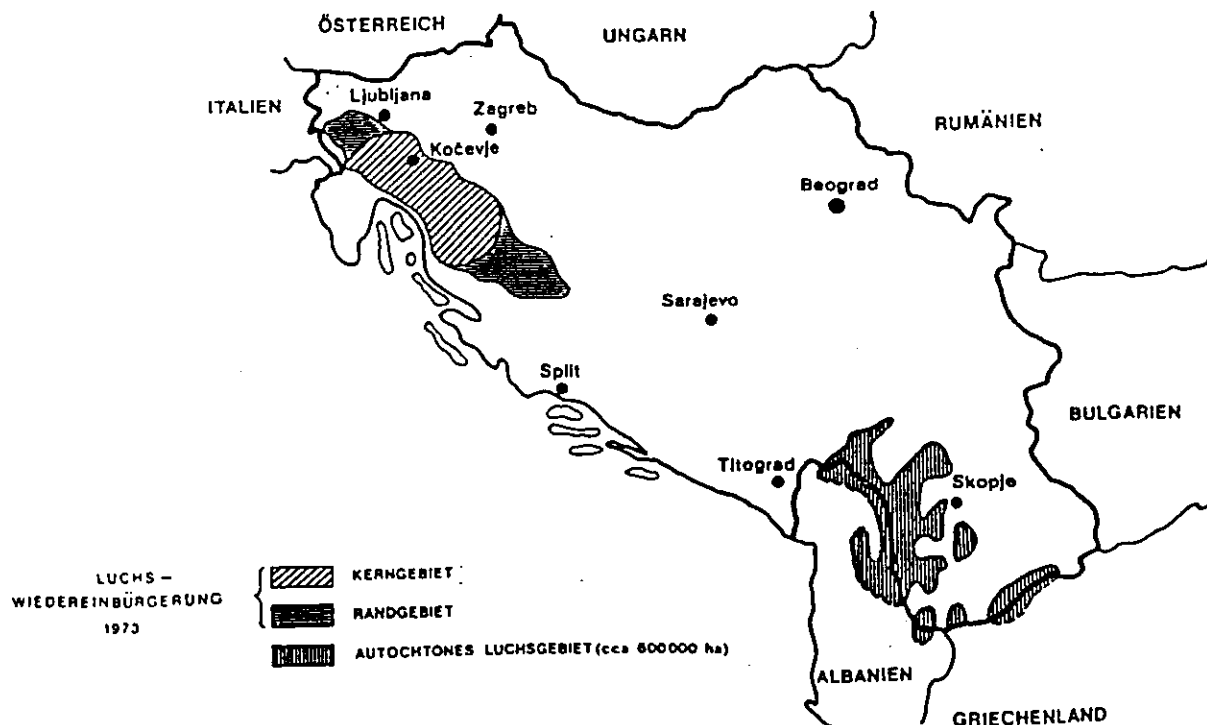 ÖSTERREICH
UNGARN
ITALIEN
Ljubljana
Zagreb
RUMÄNIEN
Kočevje
Beograd
Sarajevo
Split
BULGARIEN
Titograd
Skopje
LUCHS –
WIEDEREINBÜRGERUNG
1973
KERNGEBIET
RANDGEBIET
AUTOCHTONES LUCHSGEBIET (cca 600000 ha)
ALBANIEN
GRIECHENLAND